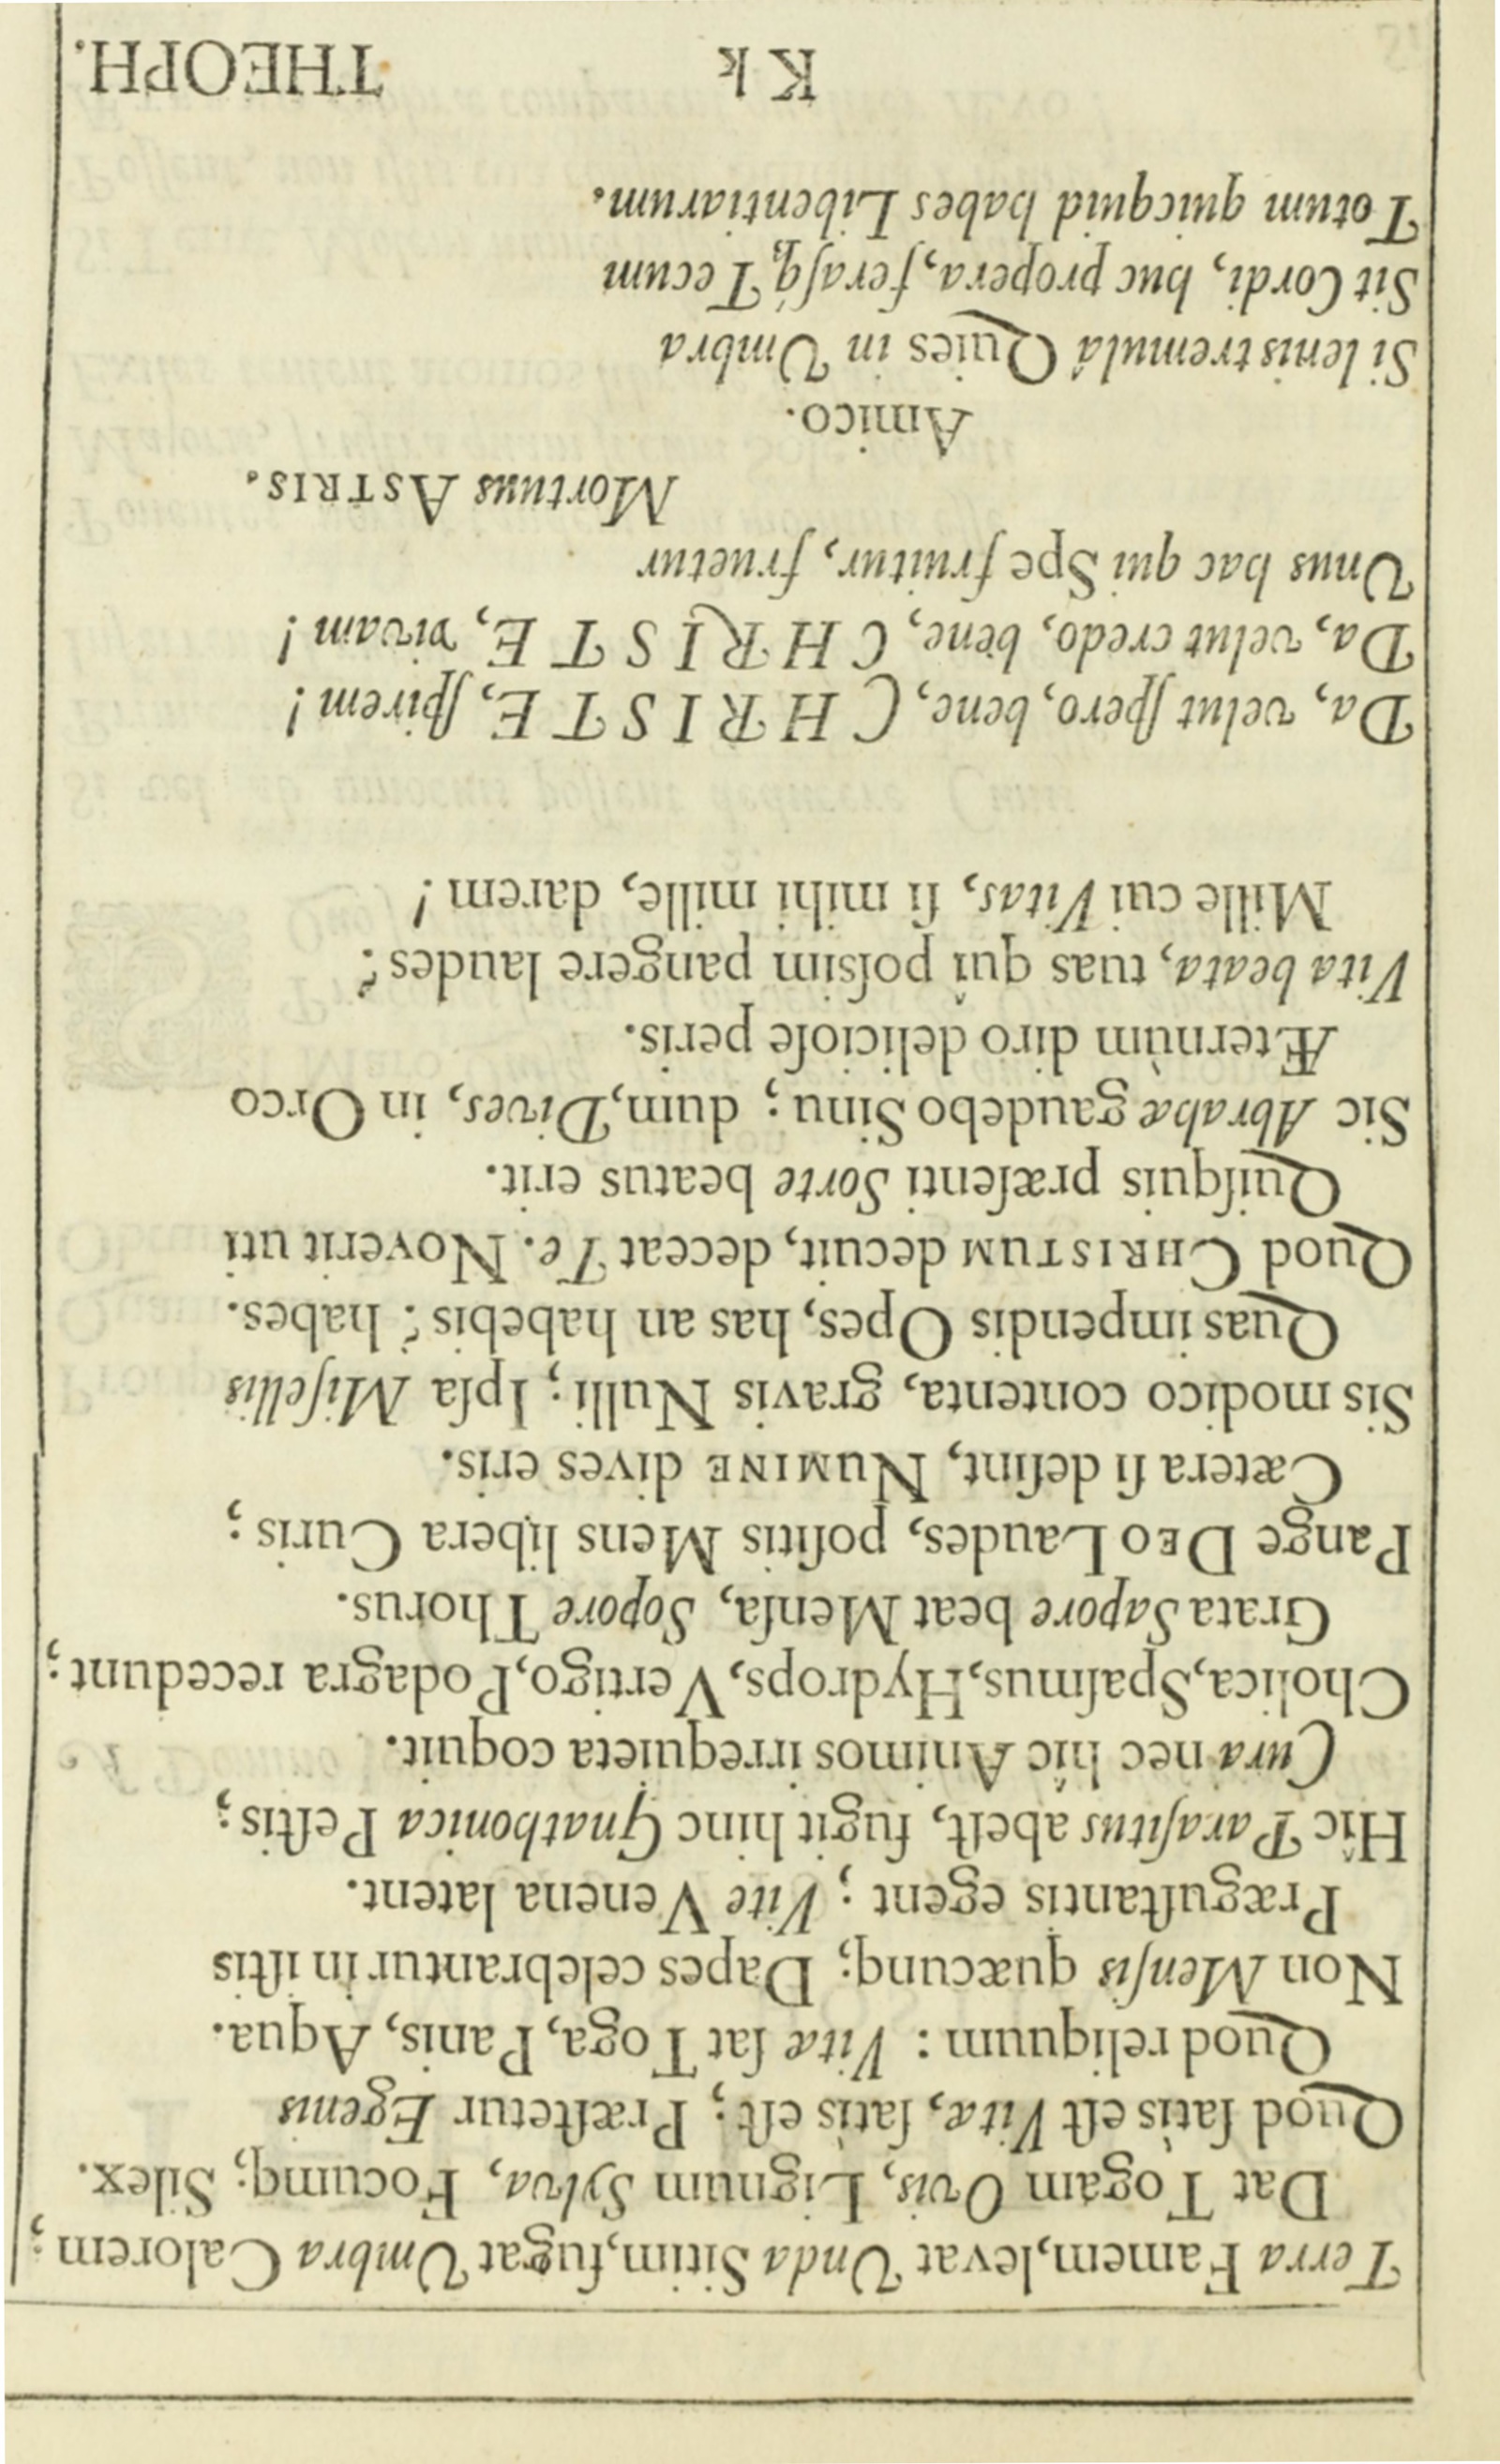 Terra Famem, levat Unda Sitim, fugat Umbra Calorem;
Dat Togam Ovis, Lignum Sylva, Focumq; Silex.
Quod ſatis eſt Vitæ, ſatis eſt; Præſtetur Egenis
Quod reliquum: Vitæ ſat Toga, Panis, Aqua.
Non Menſis quæcunq; Dapes celebrantur in iſtis
Præguſtantis egent; Vite Venena latent.
Hîc Paraſitus abeſt, fugit hinc Gnathonica Peſtis;
Cura nec hîc Animos irrequieta coquit.
Cholica, Spaſmus, Hydrops, Vertigo, Podagra recedunt;
Grata Sapore beat Menſa, Sopore Thorus.
Pange DEO Laudes, poſitis Mens libera Curis;
Cætera ſi deſint, NUMINE dives eris.
Sis modico contenta, gravis Nulli; Ipſa Miſellis
Quas impendis Opes, has an habebis? habes.
Quod CHRISTUM decuit, deceat Te. Noverit uti
Quiſquis præſenti Sorte beatus erit.
Sic Abrahæ gaudebo Sinu; dum, Dives, in Orco
Æternùm diro delicioſe peris.
Vita beata, tuas quî poſsim pangere laudes?
Mille cui Vitas, ſi mihi mille, darem!
Da, velut ſpero, bene, CHRISTE, ſpirem!
Da, velut credo, bene, CHRISTE, vivam!
Unus hac qui Spe fruitur, fruetur
Mortuus ASTRIS.
Amico.
Si lenis tremulâ Quies in Umbra
Sit Cordi, huc propera, ferasq́; Tecum
Totum quicquid habes Libentiarum.
Kk THEOPH.